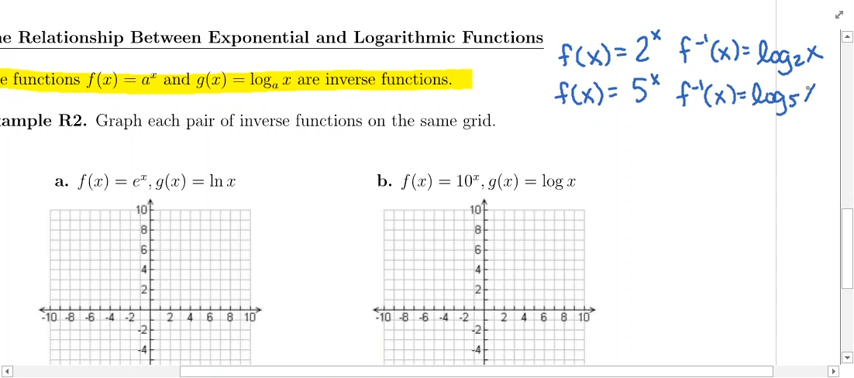 e Relationship Between Exponential and Logarithmic Functions
f(x) = 2^x f^-1(x) = log_2 x
e functions f(x) = a^x and g(x) = log_a x are inverse functions.
f(x) = 5^x f^-1(x) = log_5
ample R2. Graph each pair of inverse functions on the same grid.
a. f(x) = e^x, g(x) = ln x
b. f(x) = 10^x, g(x) = log x
10 10
8 8
6 6
4 4
2 2
-10 -8 -6 -4 -2 2 4 6 8 10 -10 -8 -6 -4 -2 2 4 6 8 10
-2 -2
-4 -4